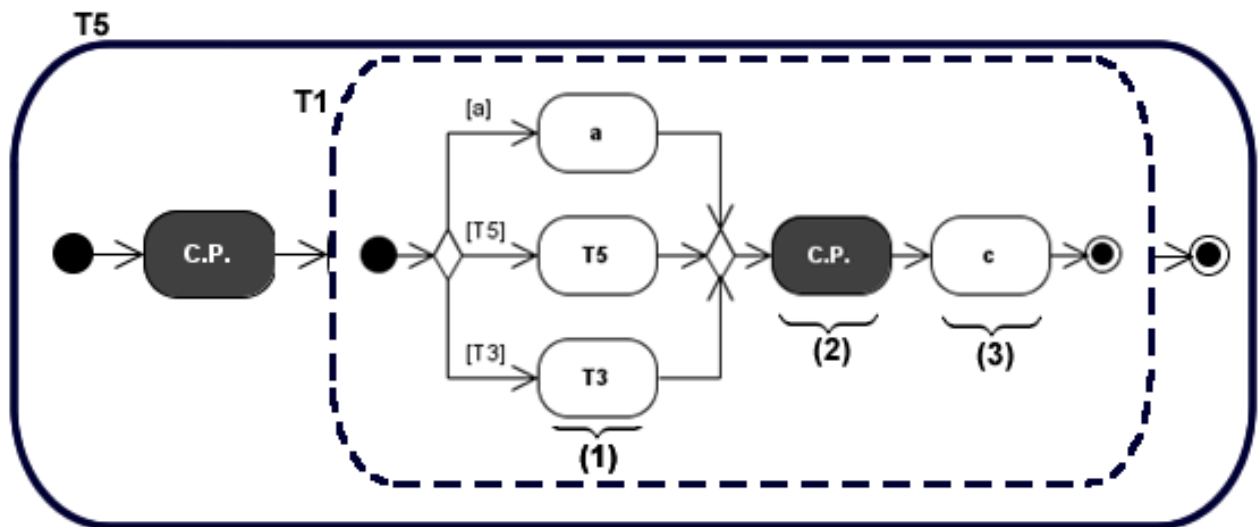 T5
T1
[a]
a
C.P.
[T5]
T5
C.P.
c
(2)
(3)
[T3]
T3
(1)